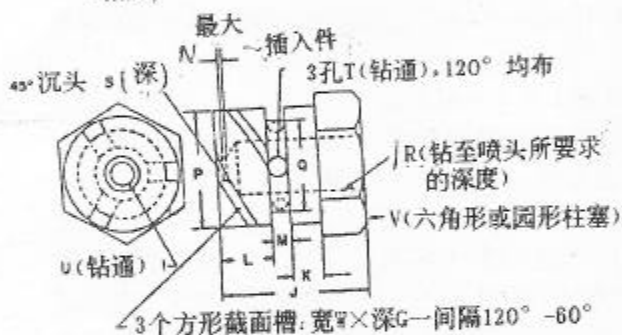 最大
N
插入件
45°沉头 S(深)
3孔T(钻通),120° 均布
P
Q
R(钻至喷头所要求
的深度)
V(六角形或园形柱塞)
U(钻通)
L
M
K
J
3个方形截面槽:宽W×深G一间隔120° -60°